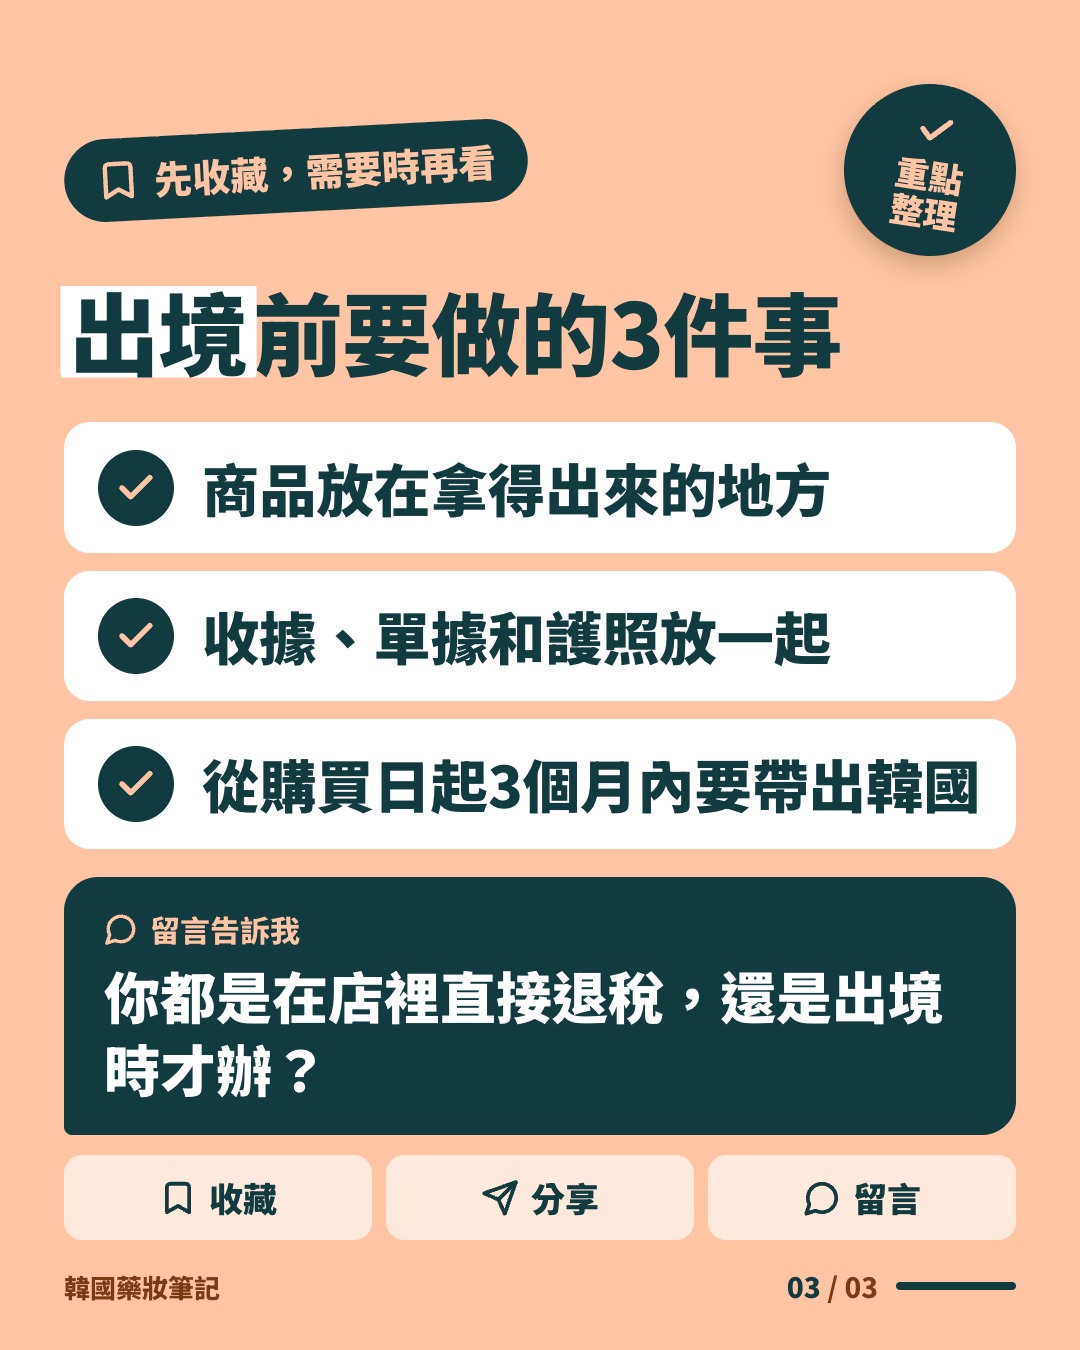 先收藏，需要時再看
重點
整理
出境前要做的3件事
商品放在拿得出來的地方
收據、單據和護照放一起
從購買日起3個月內要帶出韓國
留言告訴我
你都是在店裡直接退稅，還是出境
時才辦？
收藏
分享
留言
韓國藥妝筆記
03 / 03